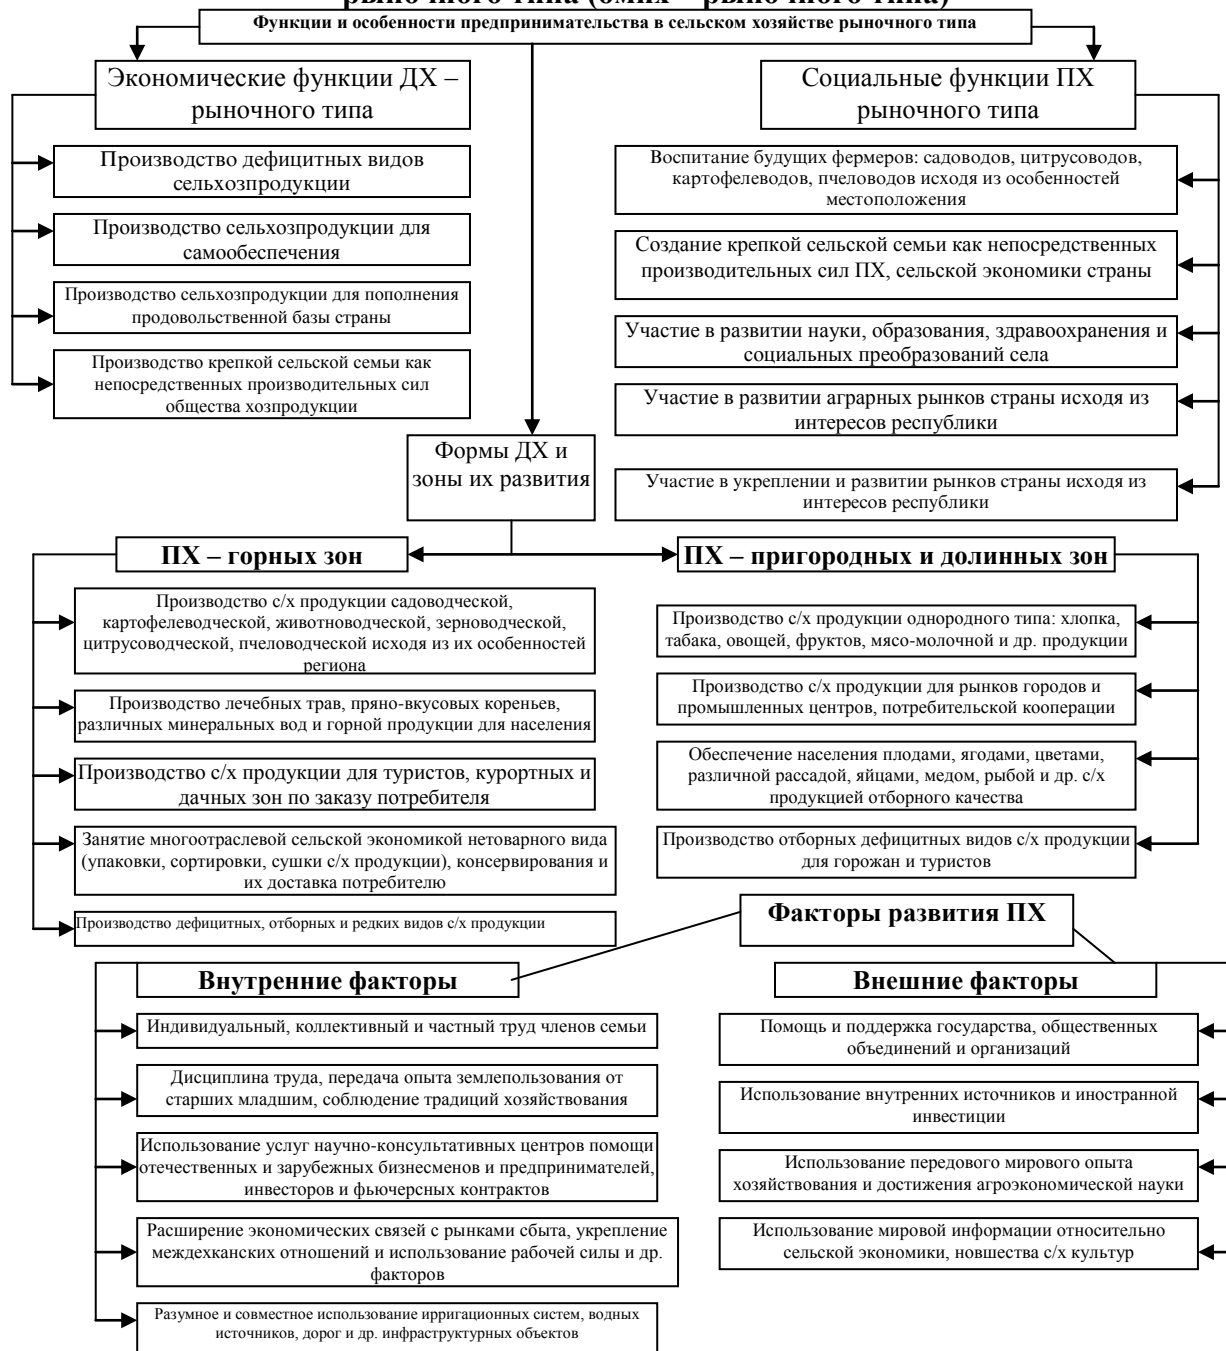 рыночного типа (смих – рыночного типа)
Функции и особенности предпринимательства в сельском хозяйстве рыночного типа
Экономические функции ДХ –
рыночного типа
Производство дефицитных видов
сельхозпродукции
Производство сельхозпродукции для
самообеспечения
Производство сельхозпродукции для пополнения
продовольственной базы страны
Производство крепкой сельской семьи как
непосредственных производительных сил
общества хозпродукции
Социальные функции ПХ
рыночного типа
Воспитание будущих фермеров: садоводов, цитрусоводов,
картофелеводов, пчеловодов исходя из особенностей
местоположения
Создание крепкой сельской семьи как непосредственных
производительных сил ПХ, сельской экономики страны
Участие в развитии науки, образования, здравоохранения и
социальных преобразований села
Участие в развитии аграрных рынков страны исходя из
интересов республики
Участие в укреплении и развитии рынков страны исходя из
интересов республики
Формы ДХ и
зоны их развития
ПХ – горных зон
Производство с/х продукции садоводческой,
картофелеводческой, животноводческой, зерноводческой,
цитрусоводческой, пчеловодческой исходя из их особенностей
региона
Производство лечебных трав, пряно-вкусовых кореньев,
различных минеральных вод и горной продукции для населения
Производство с/х продукции для туристов, курортных и
дачных зон по заказу потребителя
Занятие многоотраслевой сельской экономикой нетоварного вида
(упаковки, сортировки, сушки с/х продукции), консервирования и
их доставка потребителю
Производство дефицитных, отборных и редких видов с/х продукции
ПХ – пригородных и долинных зон
Производство с/х продукции однородного типа: хлопка,
табака, овощей, фруктов, мясо-молочной и др. продукции
Производство с/х продукции для рынков городов и
промышленных центров, потребительской кооперации
Обеспечение населения плодами, ягодами, цветами,
различной рассадой, яйцами, медом, рыбой и др. с/х
продукцией отборного качества
Производство отборных дефицитных видов с/х продукции
для горожан и туристов
Факторы развития ПХ
Внутренние факторы
Индивидуальный, коллективный и частный труд членов семьи
Дисциплина труда, передача опыта землепользования от
старших младшим, соблюдение традиций хозяйствования
Использование услуг научно-консультативных центров помощи
отечественных и зарубежных бизнесменов и предпринимателей,
инвесторов и фьючерсных контрактов
Расширение экономических связей с рынками сбыта, укрепление
междехканских отношений и использование рабочей силы и др.
факторов
Разумное и совместное использование ирригационных систем, водных
источников, дорог и др. инфраструктурных объектов
Внешние факторы
Помощь и поддержка государства, общественных
объединений и организаций
Использование внутренних источников и иностранной
инвестиции
Использование передового мирового опыта
хозяйствования и достижения агроэкономической науки
Использование мировой информации относительно
сельской экономики, новшества с/х культур